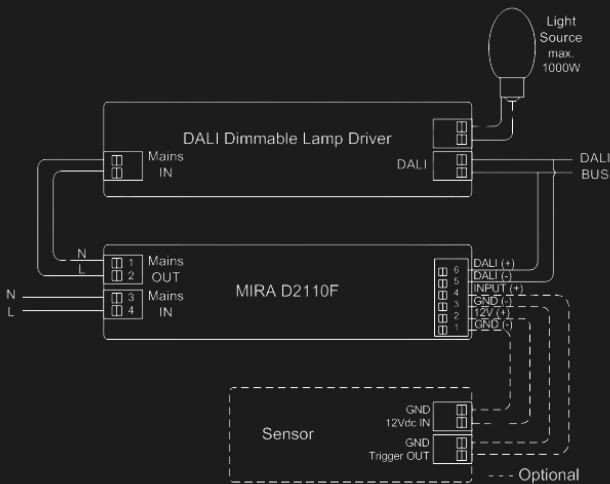 Light
Source
max.
1000W
DALI Dimmable Lamp Driver
Mains
IN
DALI
DALI
BUS
N
L
1
2
Mains
OUT
N
L
3
4
Mains
IN
MIRA D2110F
6
5
4
3
2
1
DALI (+)
DALI (-)
INPUT (+)
GND (-)
12V (+)
GND (-)
Sensor
GND
12Vdc IN
GND
Trigger OUT
Optional